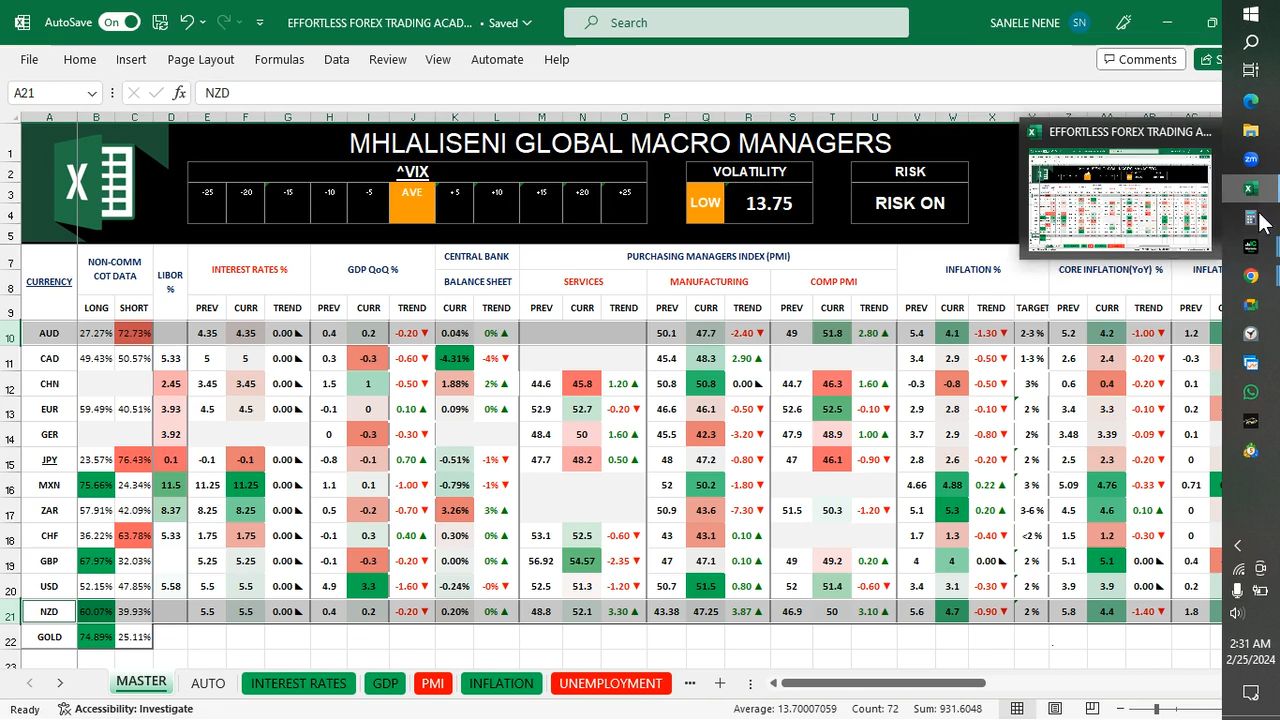 AutoSave On EFFORTLESS FOREX TRADING ACAD... • Saved Search SANELE NENE SN
File Home Insert Page Layout Formulas Data Review View Automate Help Comments S
A21 fx NZD
EFFORTLESS FOREX TRADING A...
A B C D E F G H I J K L M N O P Q R S T U V W X Y Z AA AB AC
1 MHLALISENI GLOBAL MACRO MANAGERS
2 ^VIX VOLATILITY RISK
3 -25 -20 -15 -10 -5 AVE +5 +10 +15 +20 +25 LOW 13.75 RISK ON
5
7 NON-COMM COT DATA LIBOR % INTEREST RATES % GDP QoQ % CENTRAL BANK PURCHASING MANAGERS INDEX (PMI) INFLATION % CORE INFLATION(YoY) % INFLAT
8 CURRENCY BALANCE SHEET SERVICES MANUFACTURING COMP PMI
9 LONG SHORT PREV CURR TREND PREV CURR TREND CURR TREND PREV CURR TREND PREV CURR TREND PREV CURR TREND PREV CURR TREND TARGET PREV CURR TREND PREV
10 AUD 27.27% 72.73% 4.35 4.35 0.00 ◣ 0.4 0.2 -0.20 ▼ 0.04% 0% ▲ 50.1 47.7 -2.40 ▼ 49 51.8 2.80 ▲ 5.4 4.1 -1.30 ▼ 2-3 % 5.2 4.2 -1.00 ▼ 1.2
11 CAD 49.43% 50.57% 5.33 5 5 0.00 ◣ 0.3 -0.3 -0.60 ▼ -4.31% -4% ▼ 45.4 48.3 2.90 ▲ 3.4 2.9 -0.50 ▼ 1-3 % 2.6 2.4 -0.20 ▼ -0.3
12 CHN 2.45 3.45 3.45 0.00 ◣ 1.5 1 -0.50 ▼ 1.88% 2% ▲ 44.6 45.8 1.20 ▲ 50.8 50.8 0.00 ◣ 44.7 46.3 1.60 ▲ -0.3 -0.8 -0.50 ▼ 3% 0.6 0.4 -0.20 ▼ 0.1
13 EUR 59.49% 40.51% 3.93 4.5 4.5 0.00 ◣ -0.1 0 0.10 ▲ 0.09% 0% ▲ 52.9 52.7 -0.20 ▼ 46.6 46.1 -0.50 ▼ 52.6 52.5 -0.10 ▼ 2.9 2.8 -0.10 ▼ 2 % 3.4 3.3 -0.10 ▼ 0.2
14 GER 3.92 0 -0.3 -0.30 ▼ 48.4 50 1.60 ▲ 45.5 42.3 -3.20 ▼ 47.9 48.9 1.00 ▲ 3.7 2.9 -0.80 ▼ 2% 3.48 3.39 -0.09 ▼ 0.1
15 JPY 23.57% 76.43% 0.1 -0.1 -0.1 0.00 ◣ -0.8 -0.1 0.70 ▲ -0.51% -1% ▼ 47.7 48.2 0.50 ▲ 48 47.2 -0.80 ▼ 47 46.1 -0.90 ▼ 2.8 2.6 -0.20 ▼ 2 % 2.5 2.3 -0.20 ▼ 0
16 MXN 75.66% 24.34% 11.5 11.25 11.25 0.00 ◣ 1.1 0.1 -1.00 ▼ -0.79% -1% ▼ 52 50.2 -1.80 ▼ 4.66 4.88 0.22 ▲ 3 % 5.09 4.76 -0.33 ▼ 0.71
17 ZAR 57.91% 42.09% 8.37 8.25 8.25 0.00 ◣ 0.5 -0.2 -0.70 ▼ 3.26% 3% ▲ 50.9 43.6 -7.30 ▼ 51.5 50.3 -1.20 ▼ 5.1 5.3 0.20 ▲ 3-6 % 4.5 4.6 0.10 ▲ 0
18 CHF 36.22% 63.78% 5.33 1.75 1.75 0.00 ◣ -0.1 0.3 0.40 ▲ 0.30% 0% ▲ 53.1 52.5 -0.60 ▼ 43 43.1 0.10 ▲ 1.7 1.3 -0.40 ▼ <2 % 1.5 1.2 -0.30 ▼ 0
19 GBP 67.97% 32.03% 5.25 5.25 0.00 ◣ -0.1 -0.3 -0.20 ▼ 0.00% 0% ▲ 56.92 54.57 -2.35 ▼ 47 47.1 0.10 ▲ 49 49.2 0.20 ▲ 4 4 0.00 ◣ 2 % 5.1 5.1 0.00 ◣ 0.4
20 USD 52.15% 47.85% 5.58 5.5 5.5 0.00 ◣ 4.9 3.3 -1.60 ▼ -0.24% -0% ▼ 51.3 -1.20 ▼ 50.7 51.5 0.80 ▲ 52 51.4 -0.60 ▼ 3.4 3.1 -0.30 ▼ 2 % 3.9 3.9 0.00 ◣ 0.2
21 NZD 60.07% 39.93% 5.5 5.5 0.00 ◣ 0.4 0.2 -0.20 ▼ 0.20% 0% ▲ 48.8 52.1 3.30 ▲ 43.38 47.25 3.87 ▲ 46.9 50 3.10 ▲ 5.6 4.7 -0.90 ▼ 2 % 5.8 4.4 -1.40 ▼ 1.8
22 GOLD 74.89% 25.11%
23
MASTER AUTO INTEREST RATES GDP PMI INFLATION UNEMPLOYMENT
Ready Accessibility: Investigate Average: 13.70007059 Count: 72 Sum: 931.6048
2:31 AM
2/25/2024